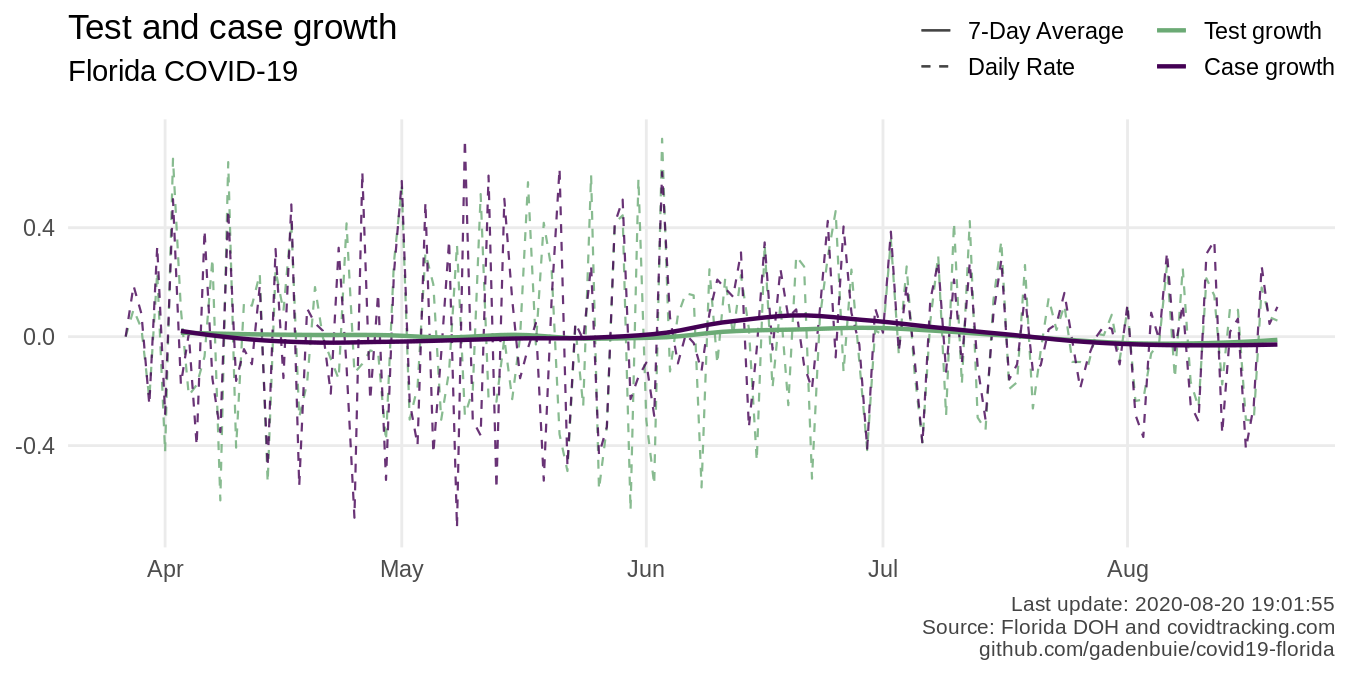 Test and case growth
Florida COVID-19
7-Day Average
Test growth
Daily Rate
Case growth
0.4
0.0
-0.4
Apr
May
Jun
Jul
Aug
Last update: 2020-08-20 19:01:55
Source: Florida DOH and covidtracking.com
github.com/gadenbuie/covid19-florida